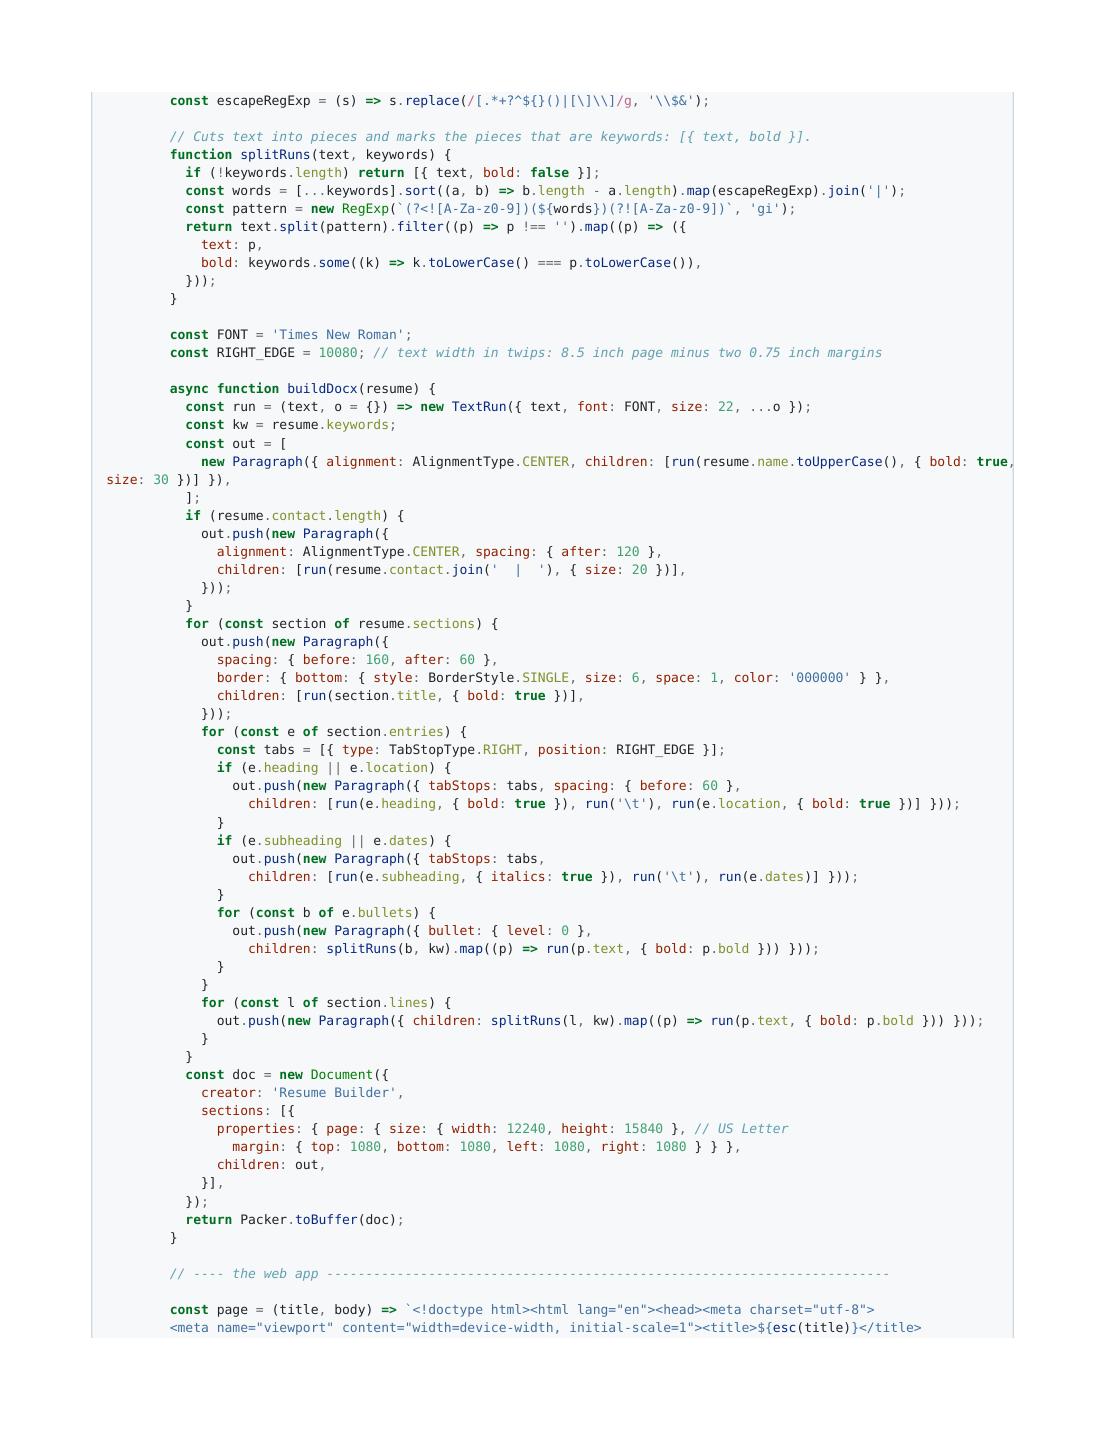 const escapeRegExp = (s) => s.replace(/[.*+?^${}()|[\]\\]/g, '\\$&');
// Cuts text into pieces and marks the pieces that are keywords: [{ text, bold }].
function splitRuns(text, keywords) {
if (!keywords.length) return [{ text, bold: false }];
const words = [...keywords].sort((a, b) => b.length - a.length).map(escapeRegExp).join('|');
const pattern = new RegExp(`(?<![A-Za-z0-9])(${words})(?![A-Za-z0-9])`, 'gi');
return text.split(pattern).filter((p) => p !== '').map((p) => ({
text: p,
bold: keywords.some((k) => k.toLowerCase() === p.toLowerCase()),
}));
}
const FONT = 'Times New Roman';
const RIGHT_EDGE = 10080; // text width in twips: 8.5 inch page minus two 0.75 inch margins
async function buildDocx(resume) {
const run = (text, o = {}) => new TextRun({ text, font: FONT, size: 22, ...o });
const kw = resume.keywords;
const out = [
new Paragraph({ alignment: AlignmentType.CENTER, children: [run(resume.name.toUpperCase(), { bold: true,
size: 30 })] }),
];
if (resume.contact.length) {
out.push(new Paragraph({
alignment: AlignmentType.CENTER, spacing: { after: 120 },
children: [run(resume.contact.join('  |  '), { size: 20 })],
}));
}
for (const section of resume.sections) {
out.push(new Paragraph({
spacing: { before: 160, after: 60 },
border: { bottom: { style: BorderStyle.SINGLE, size: 6, space: 1, color: '000000' } },
children: [run(section.title, { bold: true })],
}));
for (const e of section.entries) {
const tabs = [{ type: TabStopType.RIGHT, position: RIGHT_EDGE }];
if (e.heading || e.location) {
out.push(new Paragraph({ tabStops: tabs, spacing: { before: 60 },
children: [run(e.heading, { bold: true }), run('\t'), run(e.location, { bold: true })] }));
}
if (e.subheading || e.dates) {
out.push(new Paragraph({ tabStops: tabs,
children: [run(e.subheading, { italics: true }), run('\t'), run(e.dates)] }));
}
for (const b of e.bullets) {
out.push(new Paragraph({ bullet: { level: 0 },
children: splitRuns(b, kw).map((p) => run(p.text, { bold: p.bold })) }));
}
}
for (const l of section.lines) {
out.push(new Paragraph({ children: splitRuns(l, kw).map((p) => run(p.text, { bold: p.bold })) }));
}
}
const doc = new Document({
creator: 'Resume Builder',
sections: [{
properties: { page: { size: { width: 12240, height: 15840 }, // US Letter
margin: { top: 1080, bottom: 1080, left: 1080, right: 1080 } } },
children: out,
}],
});
return Packer.toBuffer(doc);
}
// ---- the web app ------------------------------------------------------------------------
const page = (title, body) => `<!doctype html><html lang="en"><head><meta charset="utf-8">
<meta name="viewport" content="width=device-width, initial-scale=1"><title>${esc(title)}</title>